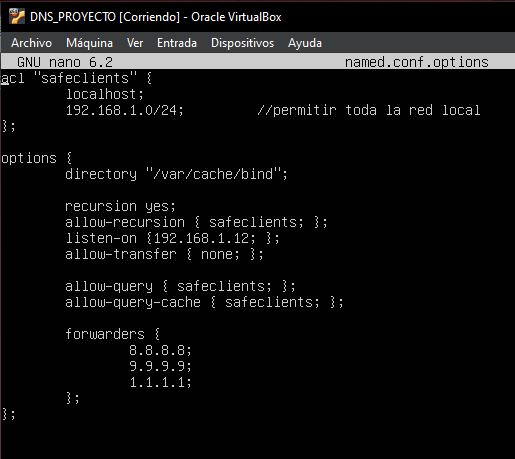 DNS_PROYECTO [Corriendo] - Oracle VirtualBox
Archivo Máquina Ver Entrada Dispositivos Ayuda
GNU nano 6.2 named.conf.options
acl "safeclients" {
localhost;
192.168.1.0/24; //permitir toda la red local
};
options {
directory "/var/cache/bind";
recursion yes;
allow-recursion { safeclients; };
listen-on {192.168.1.12; };
allow-transfer { none; };
allow-query { safeclients; };
allow-query-cache { safeclients; };
forwarders {
8.8.8.8;
9.9.9.9;
1.1.1.1;
};
};